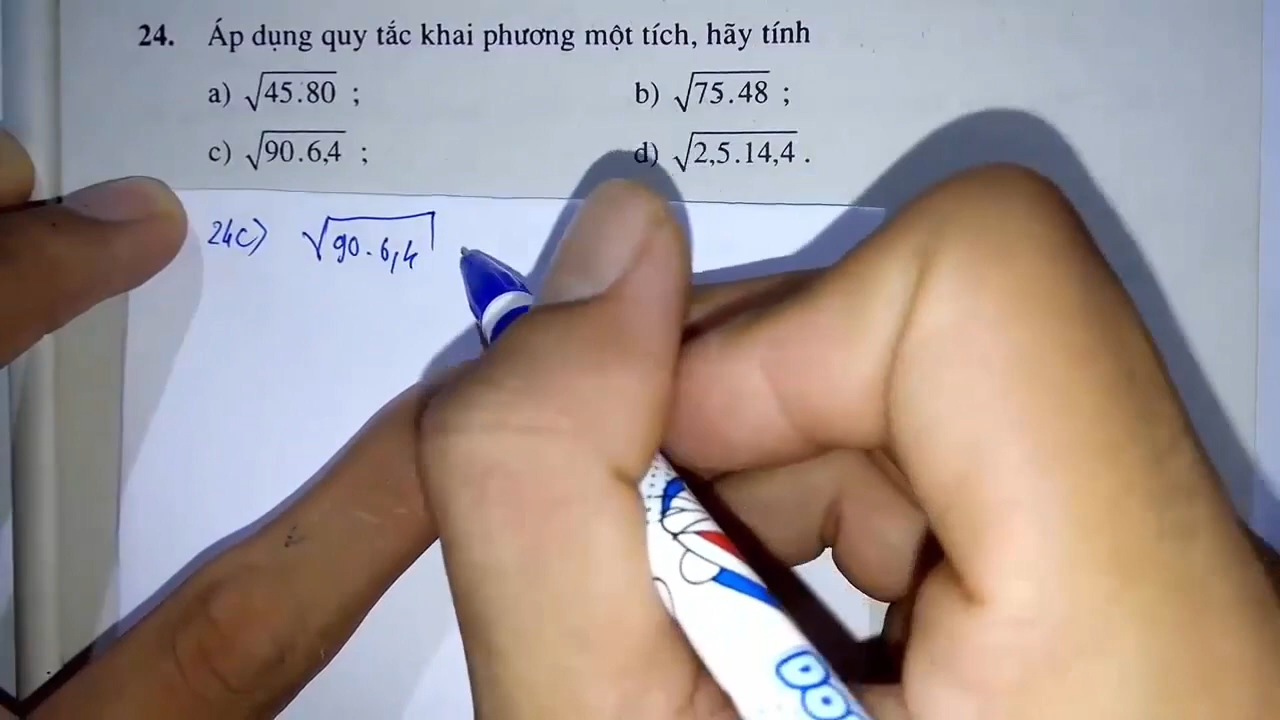 24. Áp dụng quy tắc khai phương một tích, hãy tính
a) √45.80 ; b) √75.48 ;
c) √90.6,4 ; d) √2,5.14,4 .
24c) √90.6,4